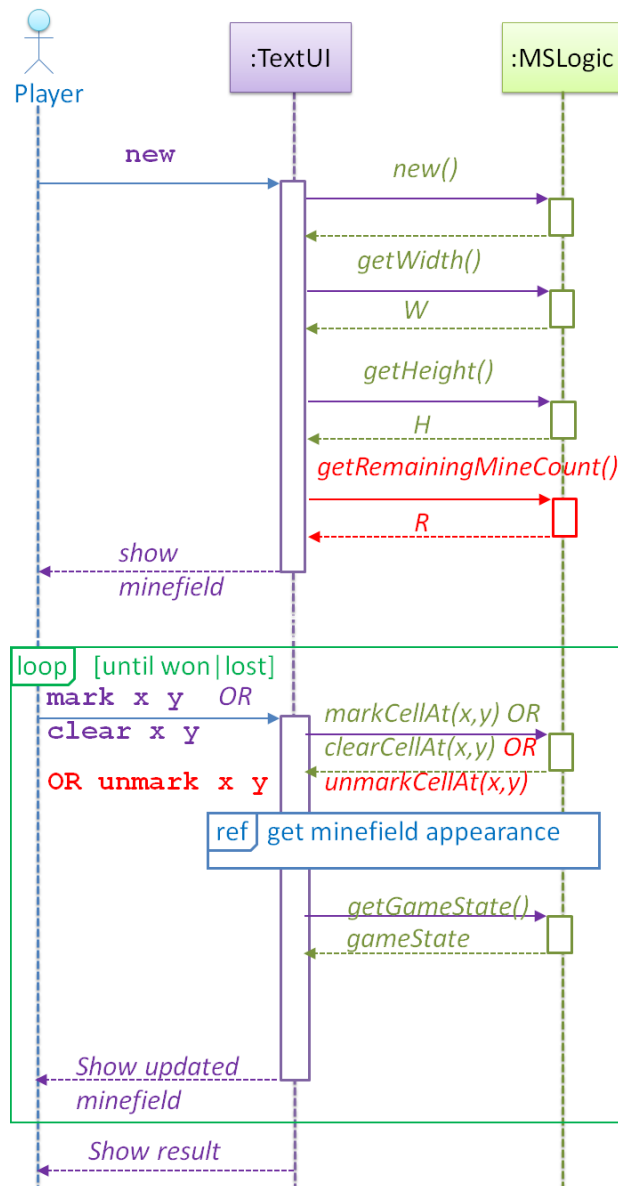 :TextUI
:MSLogic
Player
new
new()
getWidth()
W
getHeight()
H
getRemainingMineCount()
R
show
minefield
loop [until won|lost]
mark x y OR
clear x y
OR unmark x y
markCellAt(x,y) OR
clearCellAt(x,y) OR
unmarkCellAt(x,y)
ref get minefield appearance
getGameState()
gameState
Show updated
minefield
Show result